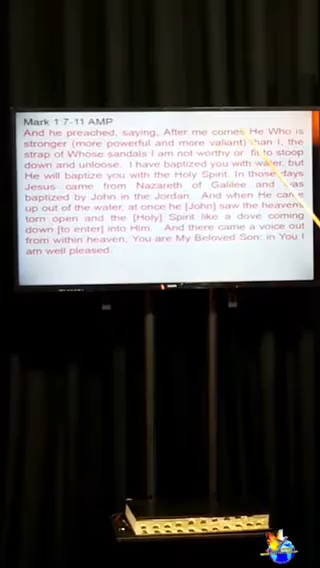 Mark 1 7-11 AMP
And he preached, saying, After me comes He Who is
stronger (more powerful and more valiant) than I, the
strap of Whose sandals I am not worthy or fit to stoop
down and unloose. I have baptized you with water, but
He will baptize you with the Holy Spirit. In those days
Jesus came from Nazareth of Galilee and was
baptized by John in the Jordan. And when He came
up out of the water, at once he [John] saw the heavens
torn open and the [Holy] Spirit like a dove coming
down [to enter] into Him. And there came a voice out
from within heaven, You are My Beloved Son; in You I
am well pleased.